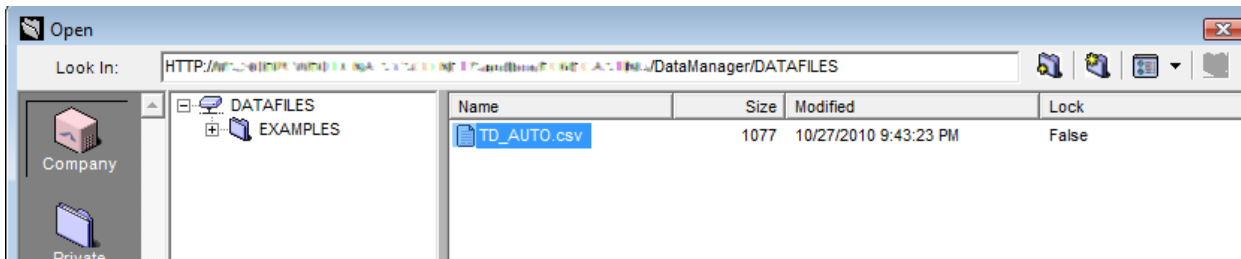 Open
Look In: HTTP:// /DataManager/DATAFILES
DATAFILES
EXAMPLES
Name Size Modified Lock
TD_AUTO.csv 1077 10/27/2010 9:43:23 PM False
Company
Private